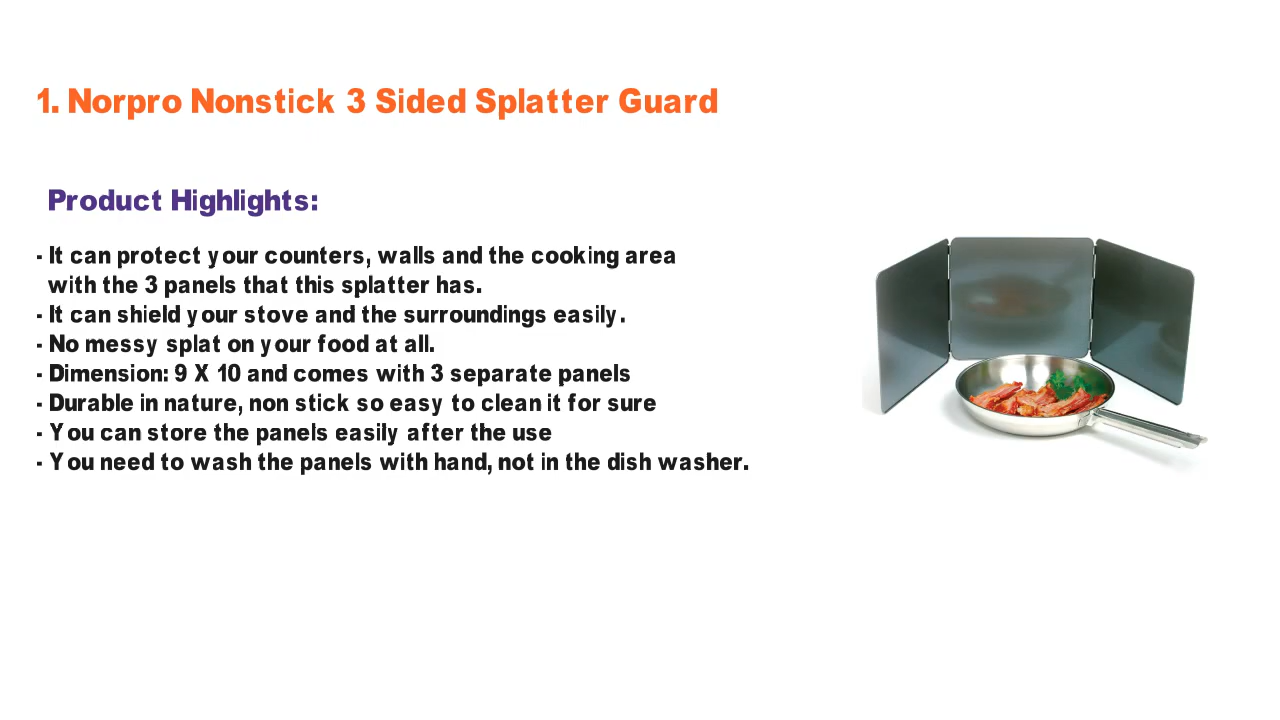 1. Norpro Nonstick 3 Sided Splatter Guard
Product Highlights:
- It can protect your counters, walls and the cooking area
with the 3 panels that this splatter has.
- It can shield your stove and the surroundings easily.
- No messy splat on your food at all.
- Dimension: 9 X 10 and comes with 3 separate panels
- Durable in nature, non stick so easy to clean it for sure
- You can store the panels easily after the use
- You need to wash the panels with hand, not in the dish washer.